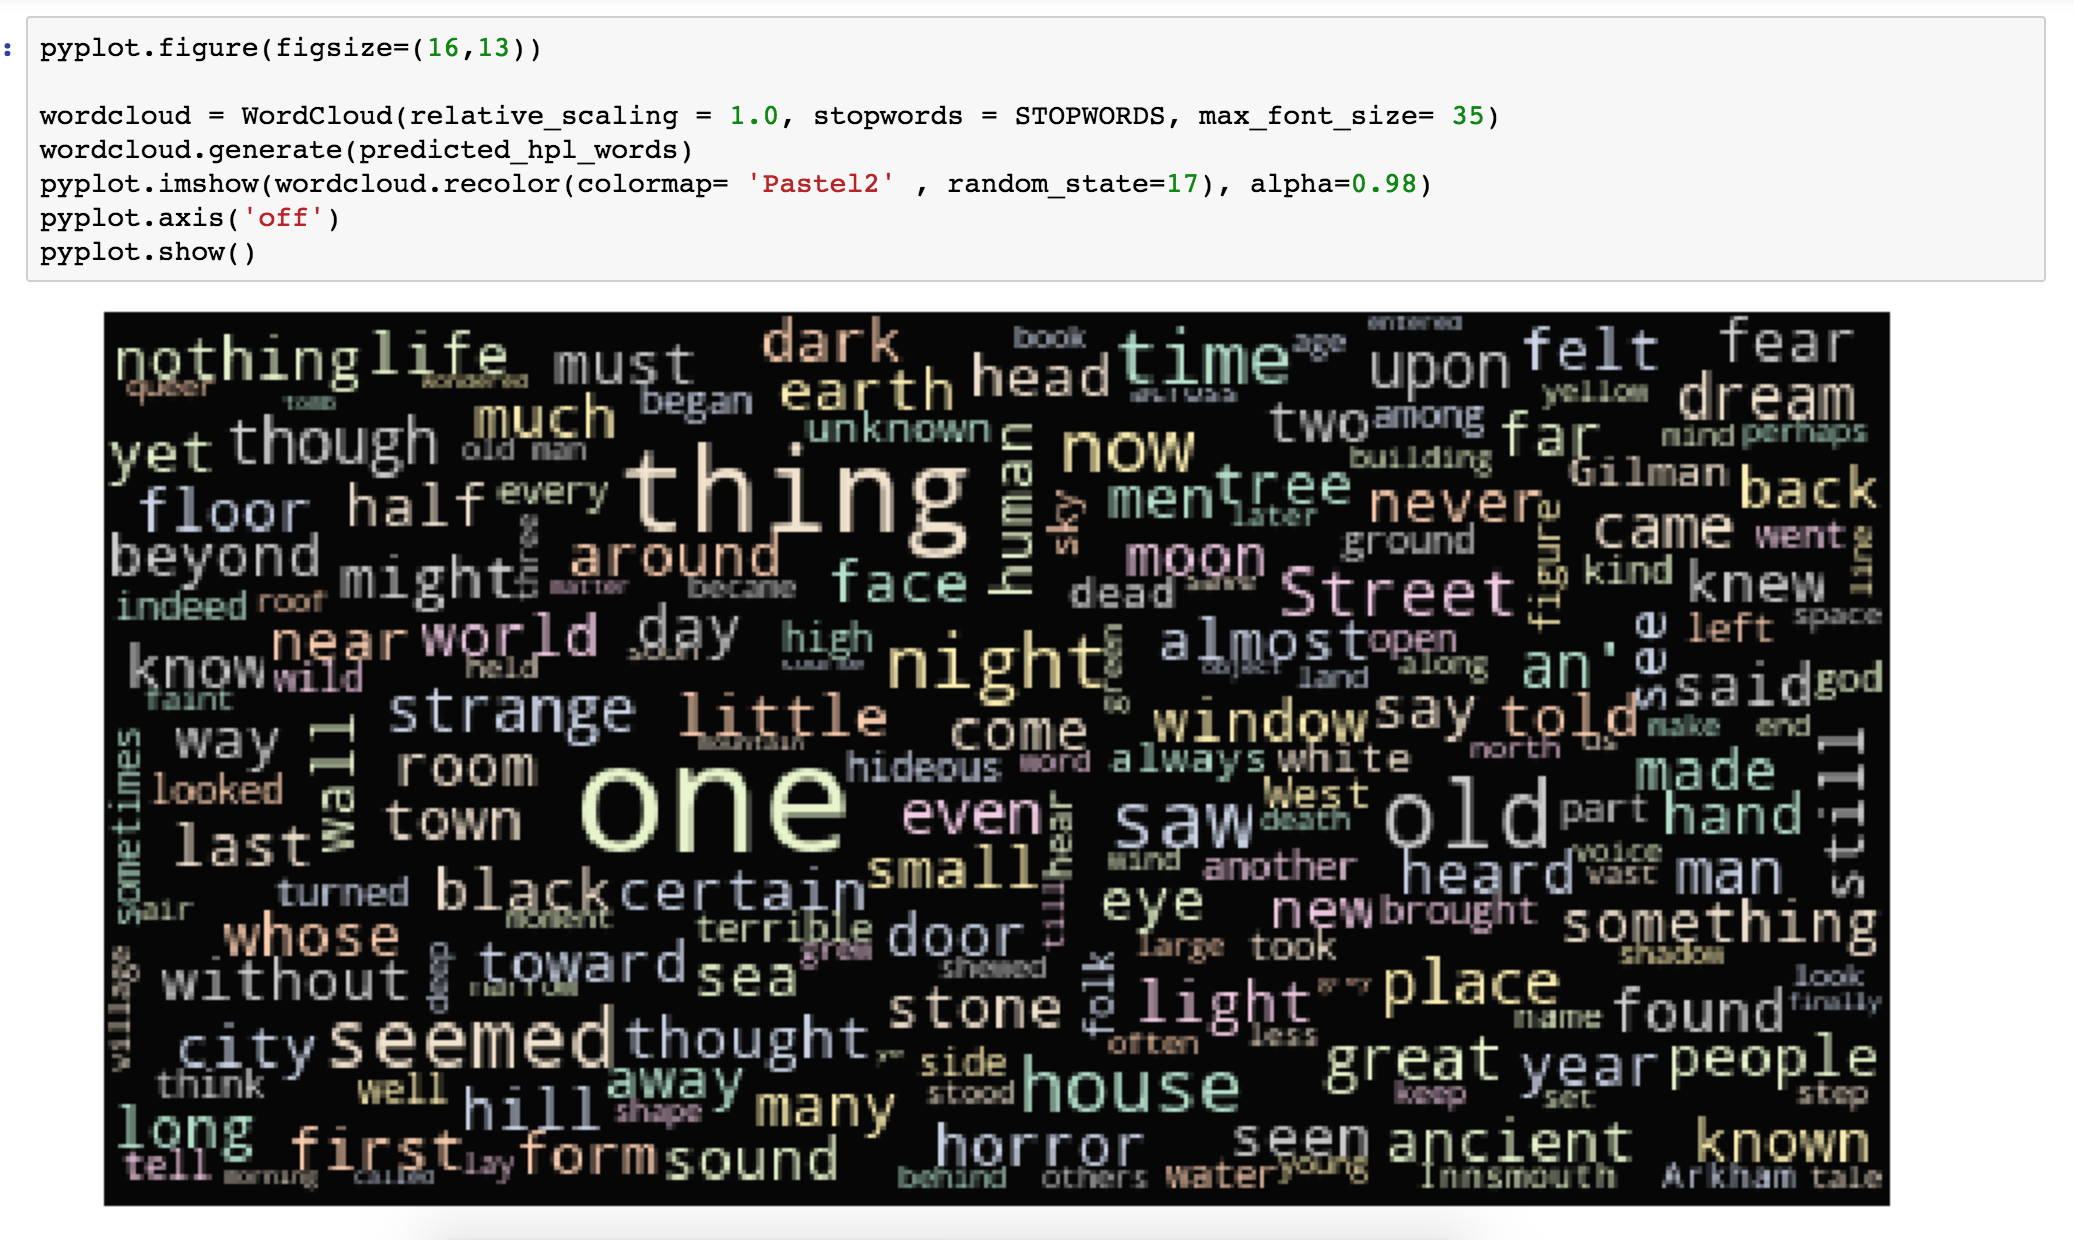 :
pyplot.figure(figsize=(16,13))
wordcloud = WordCloud(relative_scaling = 1.0, stopwords = STOPWORDS, max_font_size= 35)
wordcloud.generate(predicted_hpl_words)
pyplot.imshow(wordcloud.recolor(colormap= 'Pastel2' , random_state=17), alpha=0.98)
pyplot.axis('off')
pyplot.show()
nothing life must dark book time age entered upon felt fear
queer wondered began earth head across yellow dream
tomb much unknown two among far mind perhaps
yet though old man thing human now building Gilman back
floor half every sky men tree later never figure came went line
beyond might around matter became face moon ground kind knew
indeed roof dead Street space
near world day high night green almost open see left
know wild held object along land an' said god
faint strange little come window say told make end
sometimes way wall room mountain hideous word always white north us still
looked town one even hear saw West death old part made hand
last small wind another heard voice vast man
turned black certain till eye new brought something
air moment terrible grew door large took shadow
whose deep toward sea shewed folk light place look
village without narrow stone often less name found finally
city seemed thought side great year people
think well away stood house keep set step
long hill shape many horror seen ancient known
tell first lay form sound behind others water young Innsmouth Arkham tale
morning called